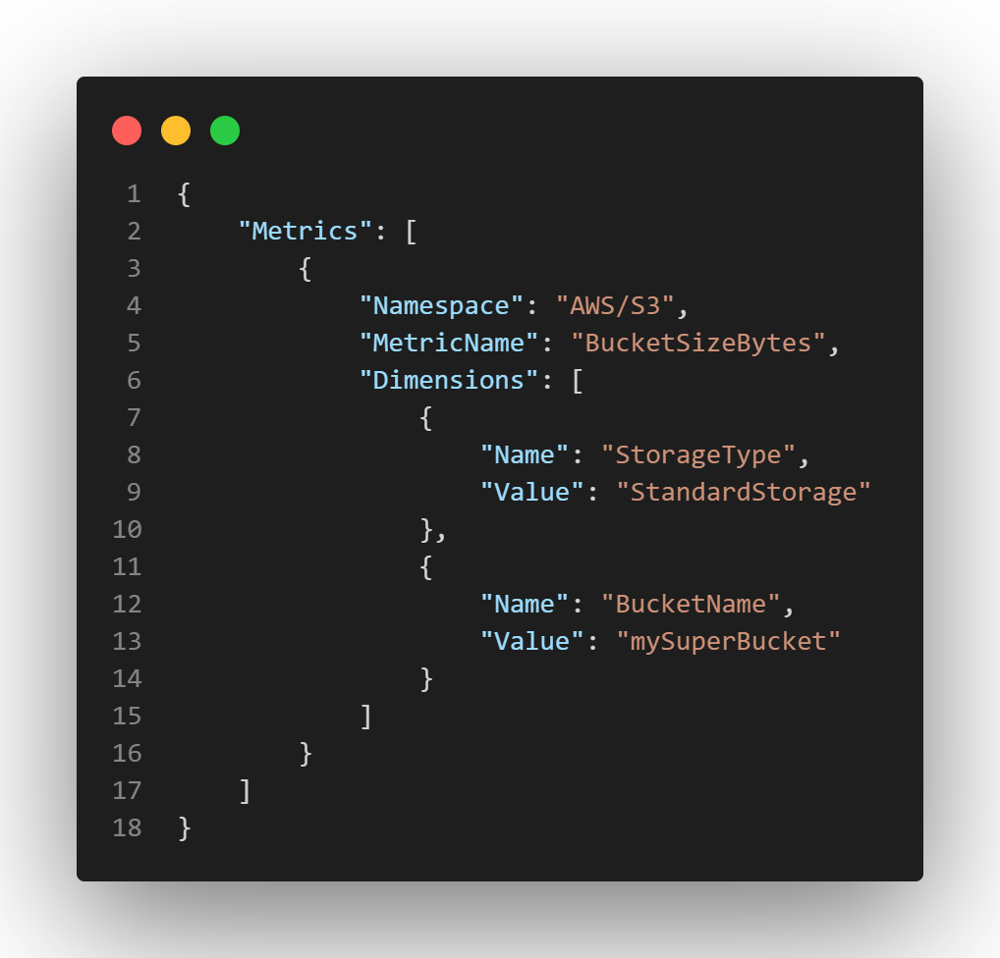 1 {
2     "Metrics": [
3         {
4             "Namespace": "AWS/S3",
5             "MetricName": "BucketSizeBytes",
6             "Dimensions": [
7                 {
8                     "Name": "StorageType",
9                     "Value": "StandardStorage"
10                 },
11                 {
12                     "Name": "BucketName",
13                     "Value": "mySuperBucket"
14                 }
15             ]
16         }
17     ]
18 }